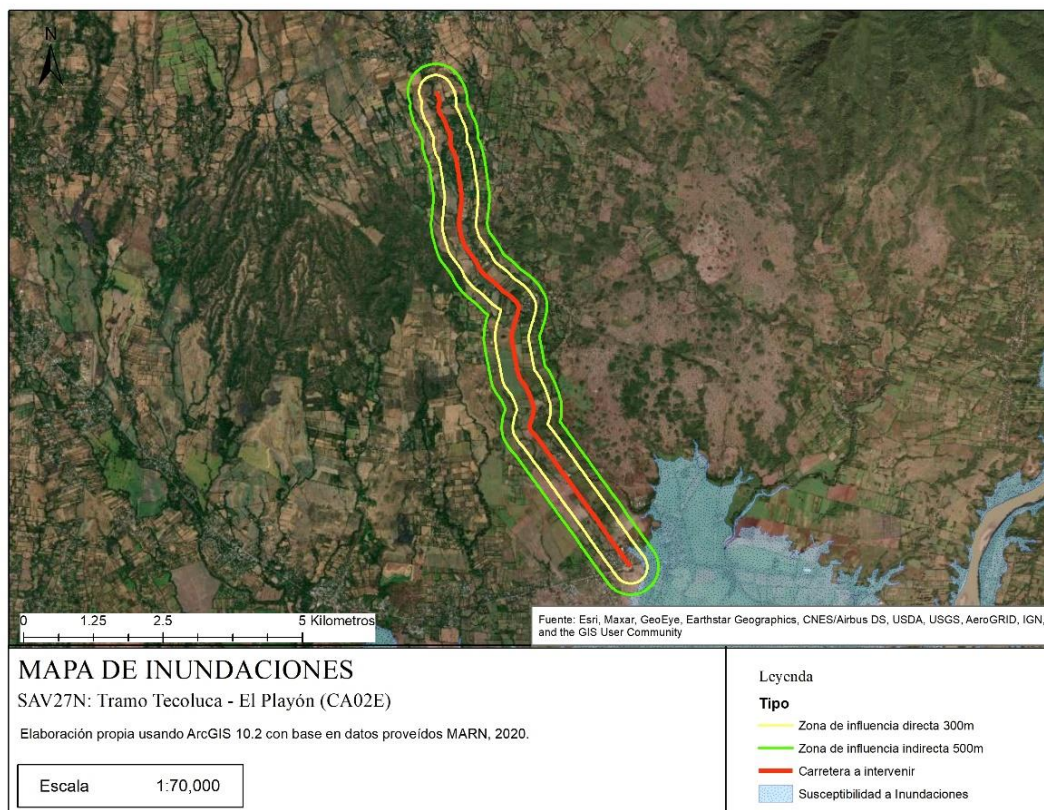 N
0 1.25 2.5 5 Kilometros
Fuente: Esri, Maxar, GeoEye, Earthstar Geographics, CNES/Airbus DS, USDA, USGS, AeroGRID, IGN,
and the GIS User Community
MAPA DE INUNDACIONES
SAV27N: Tramo Tecoluca - El Playón (CA02E)
Elaboración propia usando ArcGIS 10.2 con base en datos proveídos MARN, 2020.
Escala 1:70,000
Leyenda
Tipo
Zona de influencia directa 300m
Zona de influencia indirecta 500m
Carretera a intervenir
Susceptibilidad a Inundaciones